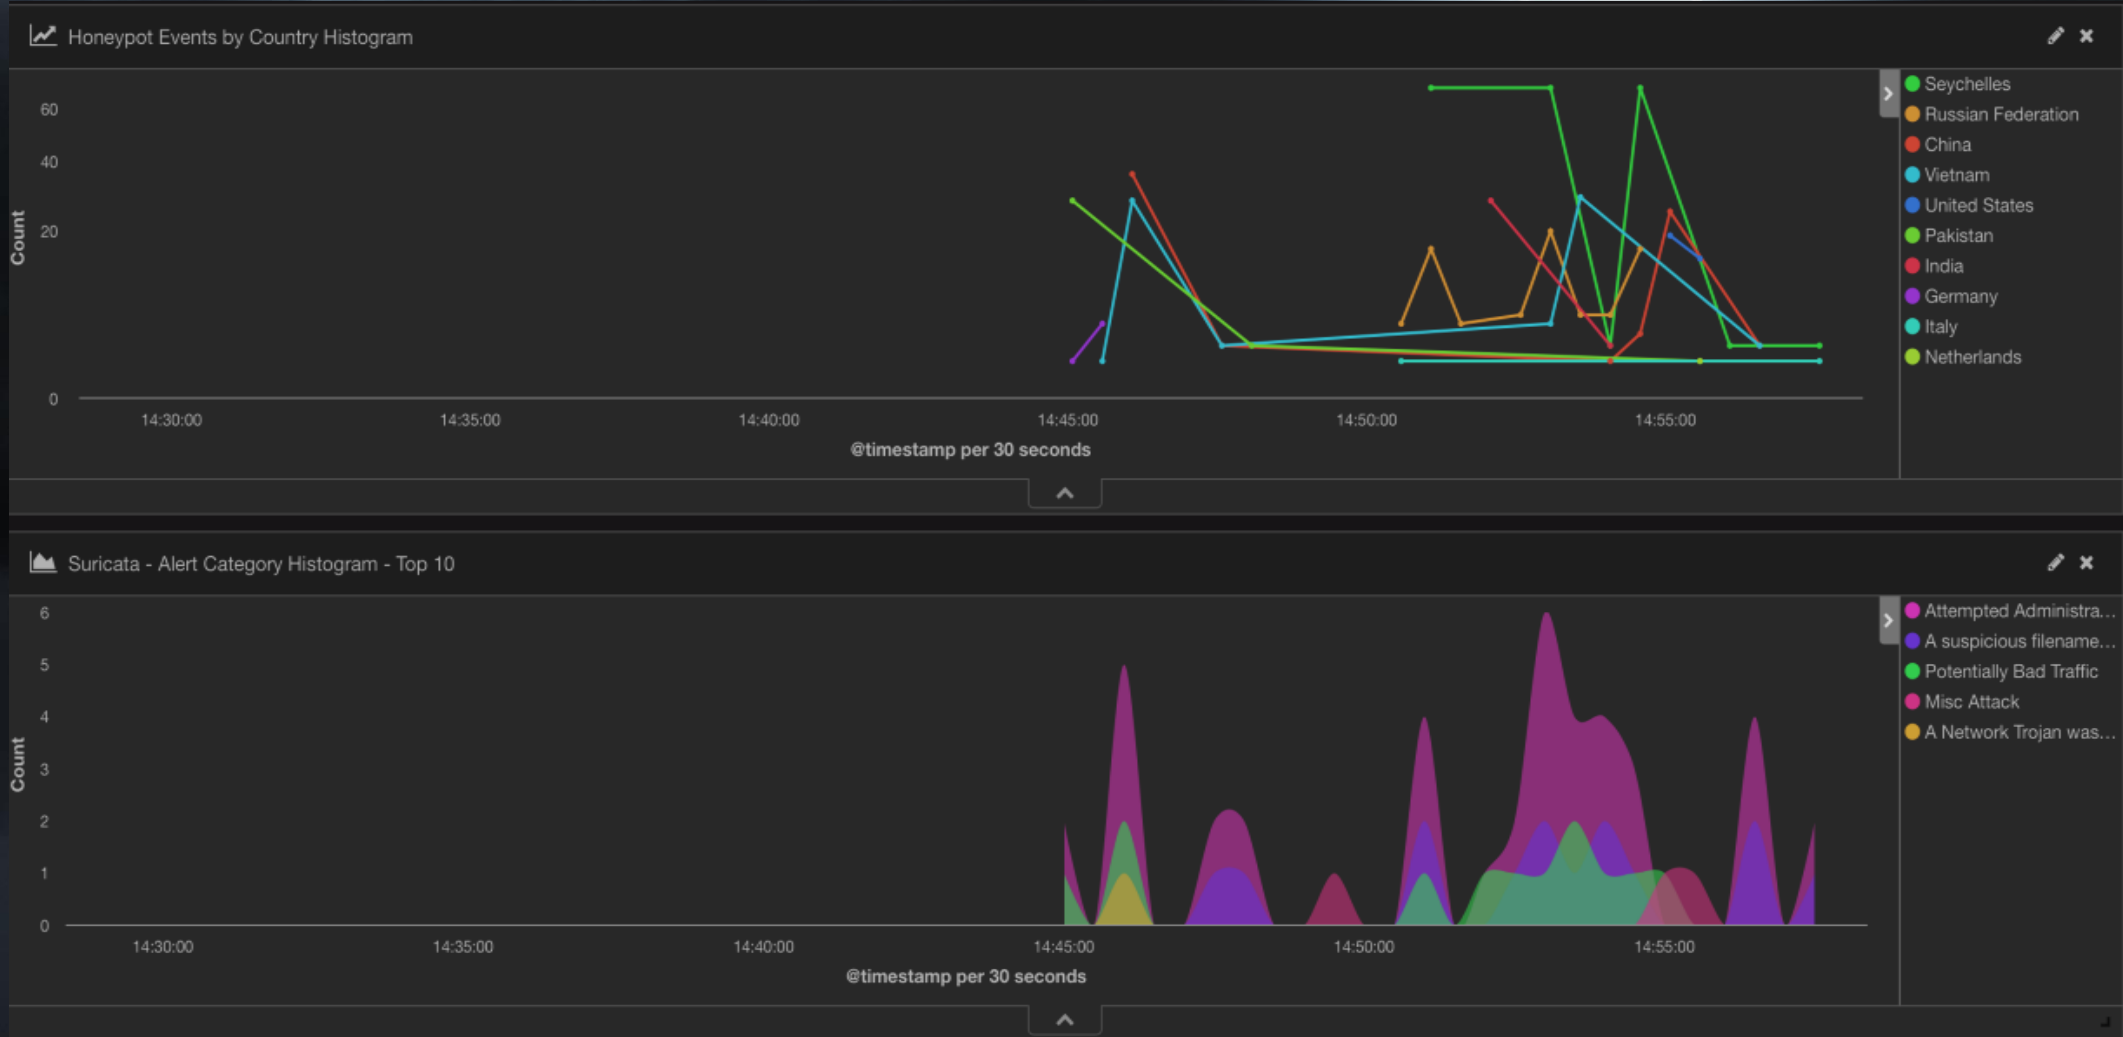 Honeypot Events by Country Histogram
60
40
20
0
Count
14:30:00 14:35:00 14:40:00 14:45:00 14:50:00 14:55:00
@timestamp per 30 seconds
Seychelles
Russian Federation
China
Vietnam
United States
Pakistan
India
Germany
Italy
Netherlands
Suricata - Alert Category Histogram - Top 10
6
5
4
3
2
1
0
Count
14:30:00 14:35:00 14:40:00 14:45:00 14:50:00 14:55:00
@timestamp per 30 seconds
Attempted Administra...
A suspicious filename...
Potentially Bad Traffic
Misc Attack
A Network Trojan was...